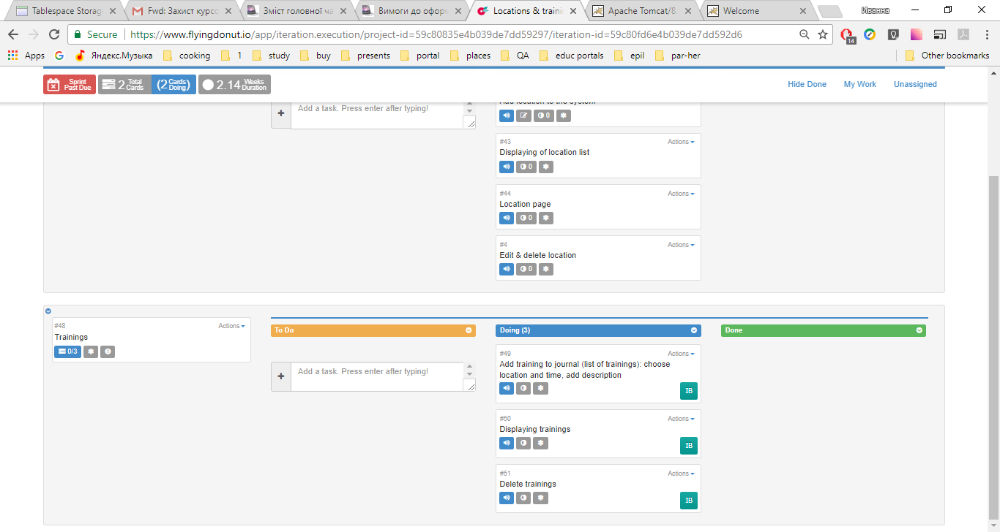 Tablespace Storag
Fwd: Захист курсо
Зміст головної ча
Вимоги до оформ
Locations & trainin
Apache Tomcat/8.
Welcome
Иванна
Secure
https://www.flyingdonut.io/app/iteration.execution/project-id=59c80835e4b039de7dd59297/iteration-id=59c80fd6e4b039de7dd592d6
14
Apps
Яндекс.Музыка
cooking
1
study
buy
presents
portal
places
QA
educ portals
epil
par-her
Other bookmarks
Sprint
Past Due
2 Total
Cards
(2 Cards
Doing)
2.14 Weeks
Duration
Hide Done
My Work
Unassigned
Add a task. Press enter after typing!
Add location to the system
0
#43
Actions
Displaying of location list
0
#44
Actions
Location page
0
#4
Actions
Edit & delete location
0
#48
Actions
Trainings
0/3
To Do
Doing (3)
Done
Add a task. Press enter after typing!
#49
Actions
Add training to journal (list of trainings): choose
location and time, add description
IB
#50
Actions
Displaying trainings
IB
#51
Actions
Delete trainings
IB